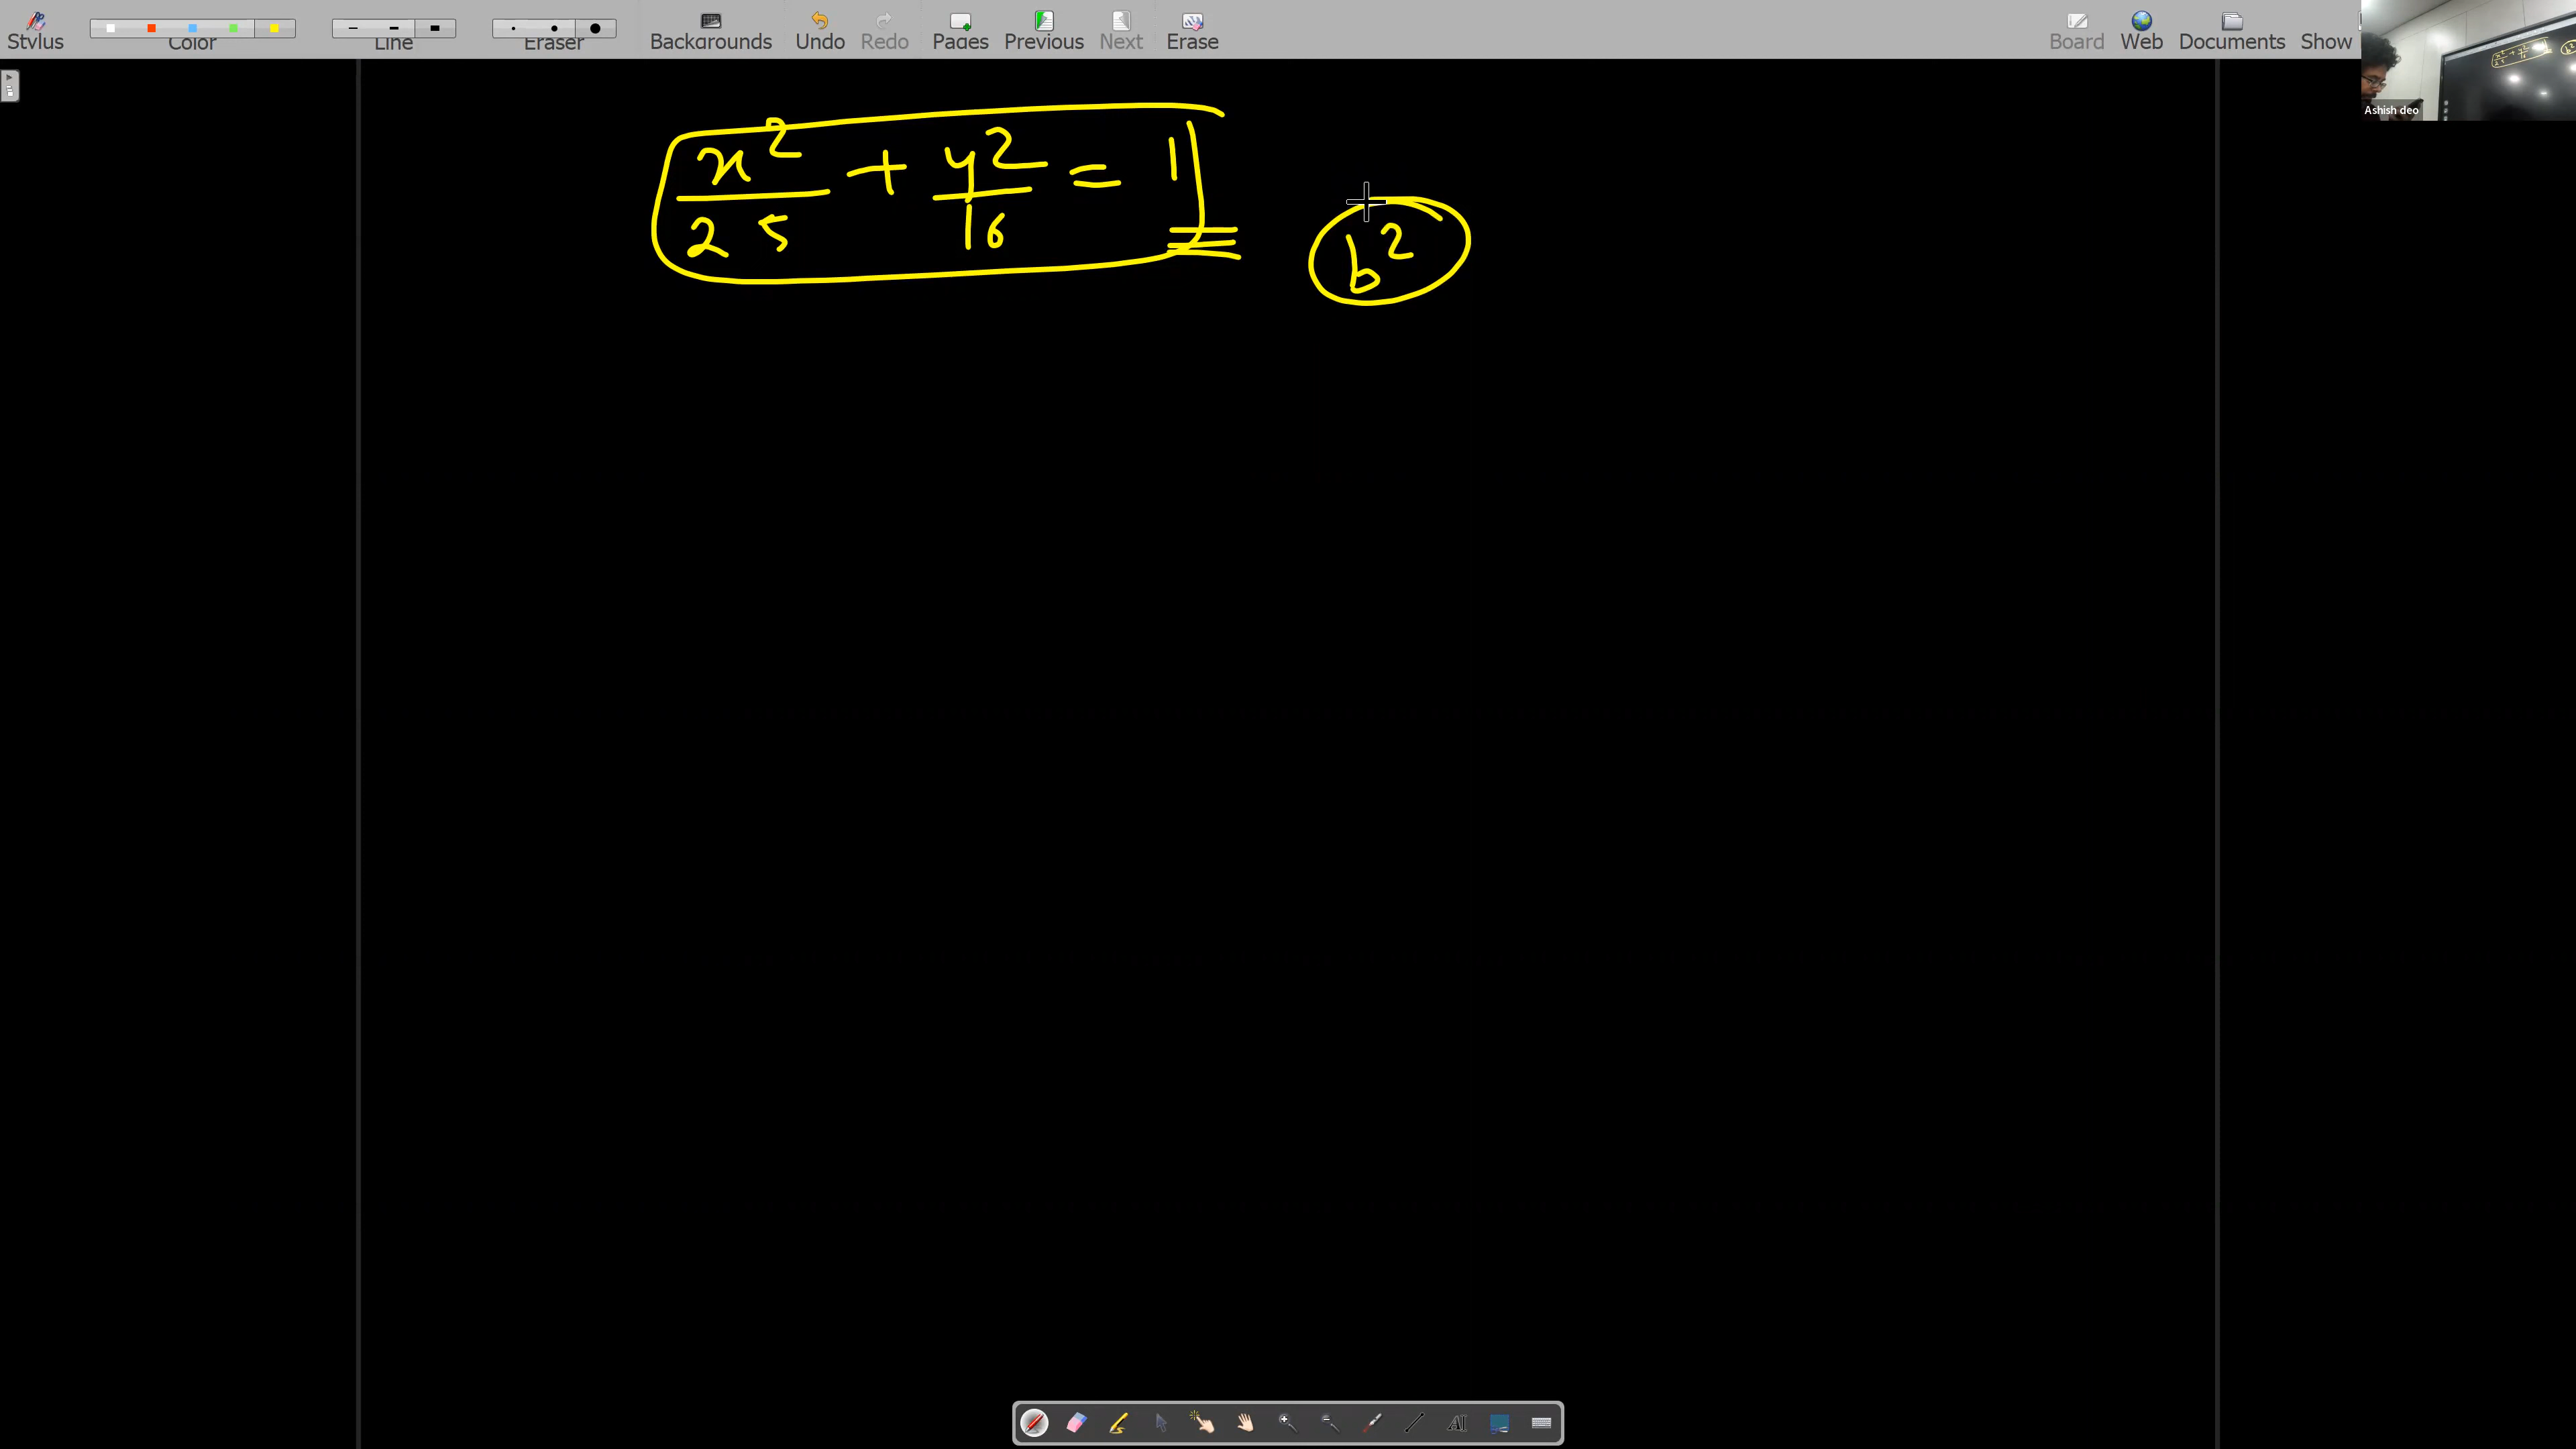 Stylus Color Line Eraser Backgrounds Undo Redo Pages Previous Next Erase Board Web Documents Show
Ashish deo
x²/25 + y²/16 = 1
b²
AI